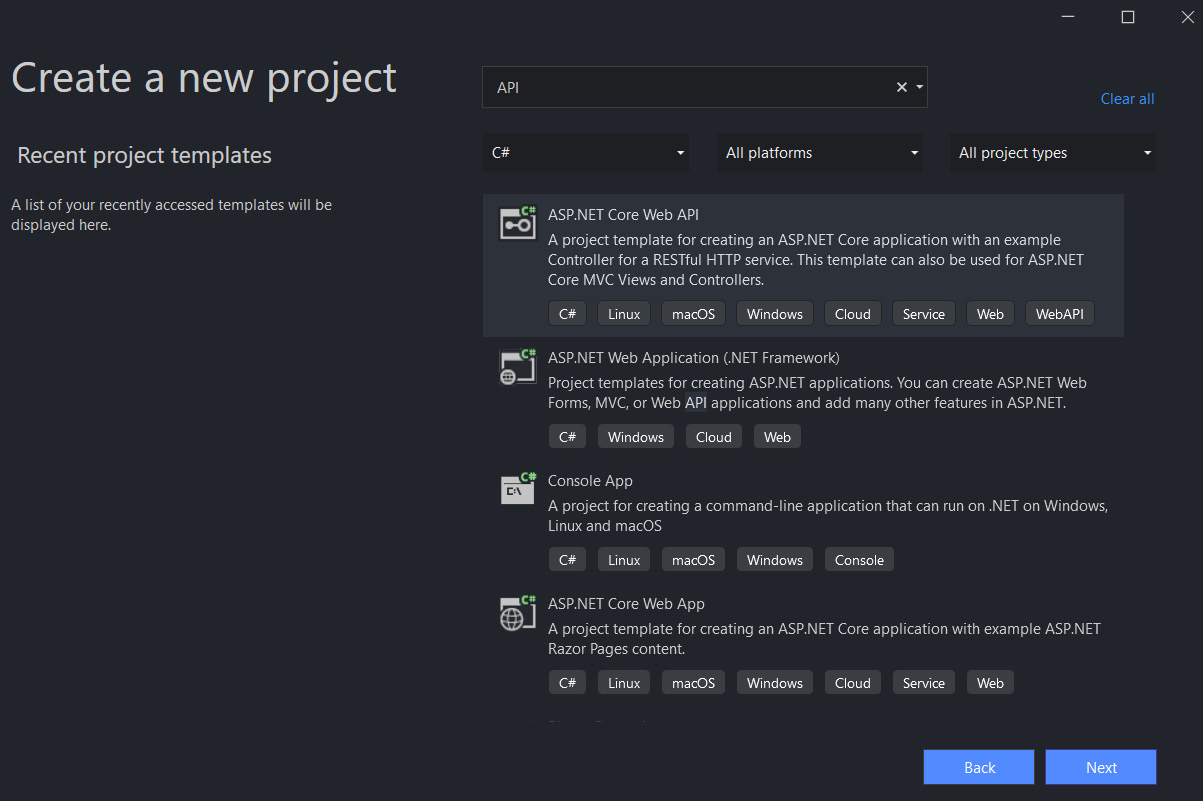 Create a new project
Recent project templates
A list of your recently accessed templates will be
displayed here.
API
Clear all
C#
All platforms
All project types
C#
ASP.NET Core Web API
A project template for creating an ASP.NET Core application with an example
Controller for a RESTful HTTP service. This template can also be used for ASP.NET
Core MVC Views and Controllers.
C# Linux macOS Windows Cloud Service Web WebAPI
C#
ASP.NET Web Application (.NET Framework)
Project templates for creating ASP.NET applications. You can create ASP.NET Web
Forms, MVC, or Web API applications and add many other features in ASP.NET.
C# Windows Cloud Web
C#
C:\
Console App
A project for creating a command-line application that can run on .NET on Windows,
Linux and macOS
C# Linux macOS Windows Console
C#
ASP.NET Core Web App
A project template for creating an ASP.NET Core application with example ASP.NET
Razor Pages content.
C# Linux macOS Windows Cloud Service Web
Back
Next